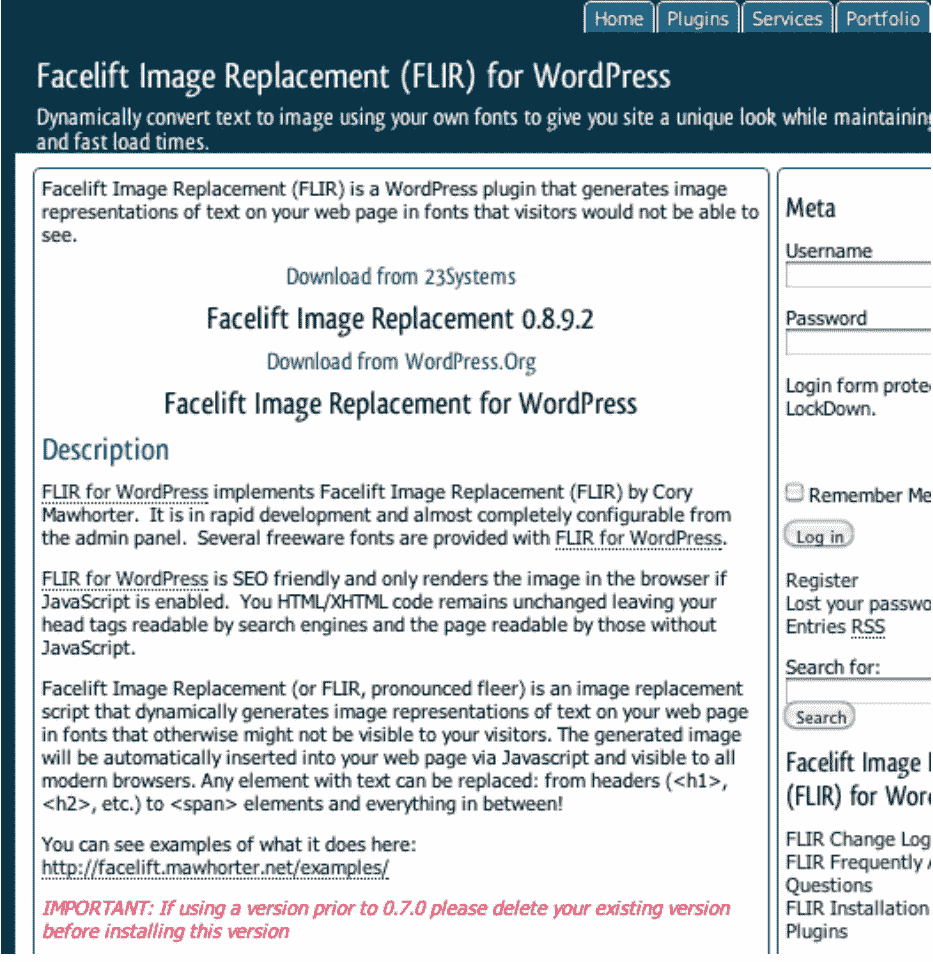 Home Plugins Services Portfolio
Facelift Image Replacement (FLIR) for WordPress
Dynamically convert text to image using your own fonts to give you site a unique look while maintaining
and fast load times.
Facelift Image Replacement (FLIR) is a WordPress plugin that generates image
representations of text on your web page in fonts that visitors would not be able to
see.
Download from 23Systems
Facelift Image Replacement 0.8.9.2
Download from WordPress.Org
Facelift Image Replacement for WordPress
Description
FLIR for WordPress implements Facelift Image Replacement (FLIR) by Cory
Mawhorter.  It is in rapid development and almost completely configurable from
the admin panel.  Several freeware fonts are provided with FLIR for WordPress.
FLIR for WordPress is SEO friendly and only renders the image in the browser if
JavaScript is enabled.  You HTML/XHTML code remains unchanged leaving your
head tags readable by search engines and the page readable by those without
JavaScript.
Facelift Image Replacement (or FLIR, pronounced fleer) is an image replacement
script that dynamically generates image representations of text on your web page
in fonts that otherwise might not be visible to your visitors. The generated image
will be automatically inserted into your web page via Javascript and visible to all
modern browsers. Any element with text can be replaced: from headers (<h1>,
<h2>, etc.) to <span> elements and everything in between!
You can see examples of what it does here:
http://facelift.mawhorter.net/examples/
IMPORTANT: If using a version prior to 0.7.0 please delete your existing version
before installing this version
Meta
Username
Password
Login form
LockDown.
Remember Me
Log in
Register
Lost your
Entries RSS
Search for:
Search
Facelift Image
(FLIR) for
FLIR Change Log
FLIR Frequently
Questions
FLIR Installation
Plugins